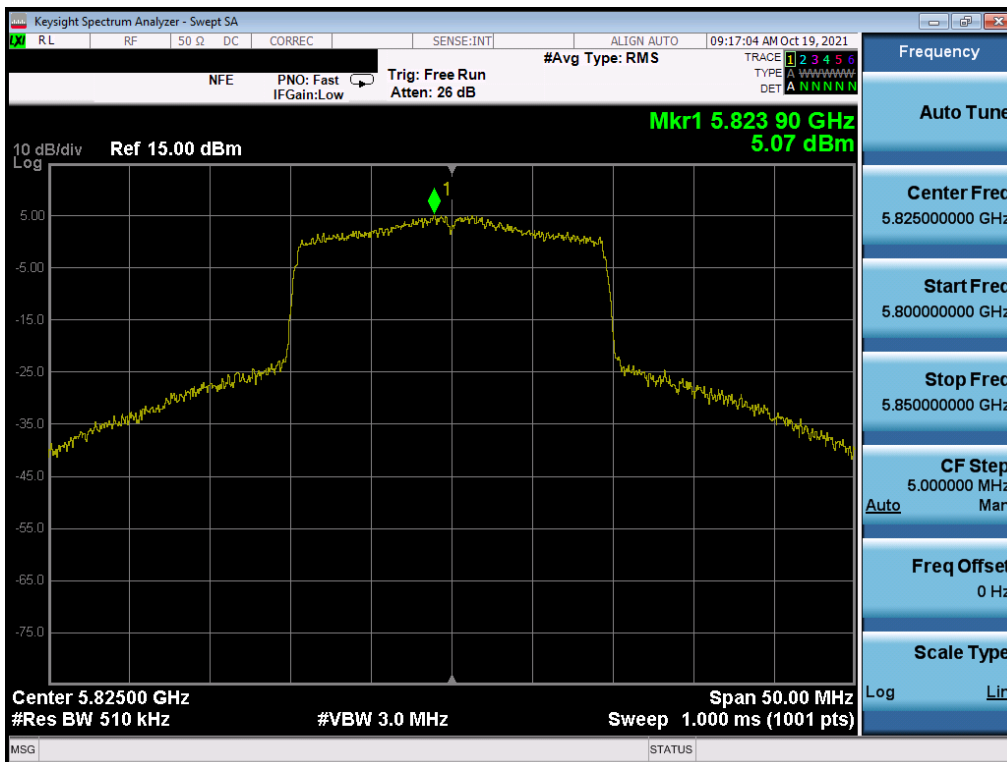 Keysight Spectrum Analyzer - Swept SA
LXI RL RF 50 Ω DC CORREC SENSE:INT ALIGN AUTO 09:17:04 AM Oct 19, 2021
NFE PNO: Fast Trig: Free Run #Avg Type: RMS TRACE 1 2 3 4 5 6
IFGain:Low Atten: 26 dB TYPE A WWWWW
DET A N N N N N
Mkr1 5.823 90 GHz
5.07 dBm
10 dB/div Ref 15.00 dBm
Log
1
5.00
-5.00
-15.0
-25.0
-35.0
-45.0
-55.0
-65.0
-75.0
Center 5.82500 GHz Span 50.00 MHz
#Res BW 510 kHz #VBW 3.0 MHz Sweep 1.000 ms (1001 pts)
MSG STATUS
Frequency
Auto Tune
Center Freq
5.825000000 GHz
Start Freq
5.800000000 GHz
Stop Freq
5.850000000 GHz
CF Step
5.000000 MHz
Auto Man
Freq Offset
0 Hz
Scale Type
Log Lin